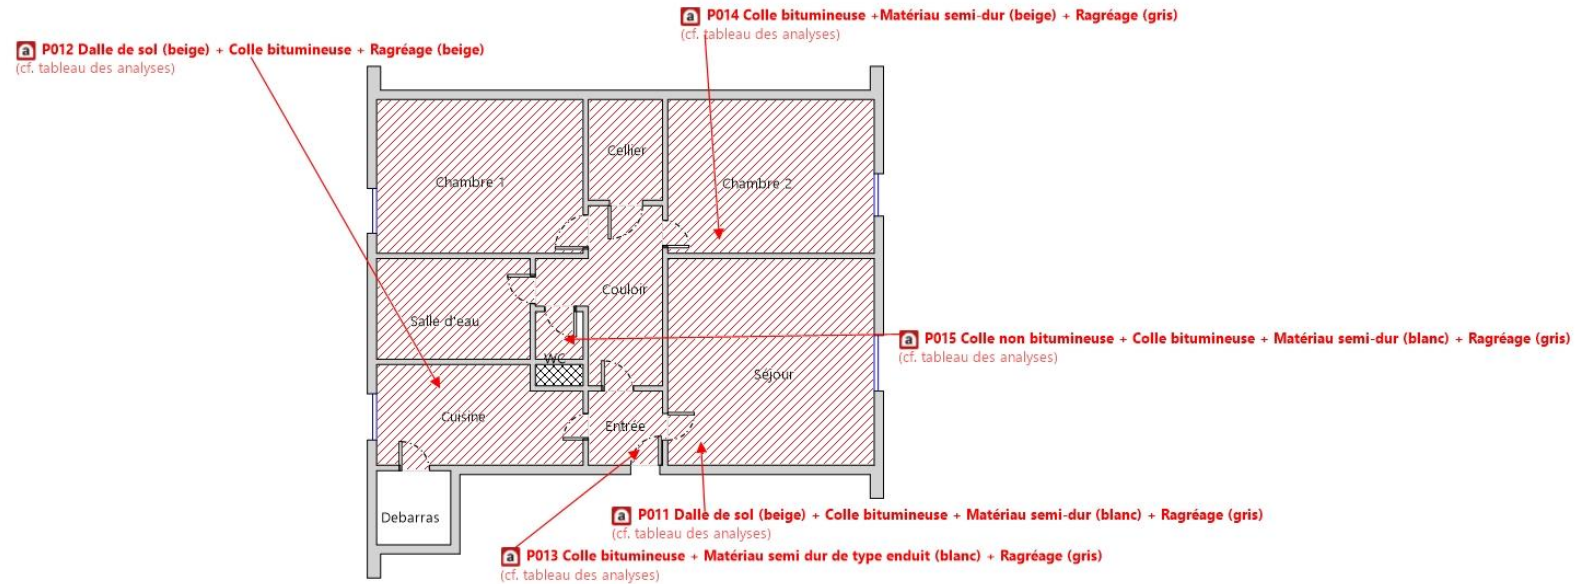 a P014 Colle bitumineuse +Matériau semi-dur (beige) + Ragréage (gris)
(cf. tableau des analyses)
a P012 Dalle de sol (beige) + Colle bitumineuse + Ragréage (beige)
(cf. tableau des analyses)
Cellier
Chambre 1
Chambre 2
Couloir
Salle d'eau
a P015 Colle non bitumineuse + Colle bitumineuse + Matériau semi-dur (blanc) + Ragréage (gris)
(cf. tableau des analyses)
WC
Séjour
Cuisine
Entrée
Debarras
a P011 Dalle de sol (beige) + Colle bitumineuse + Matériau semi-dur (blanc) + Ragréage (gris)
(cf. tableau des analyses)
a P013 Colle bitumineuse + Matériau semi dur de type enduit (blanc) + Ragréage (gris)
(cf. tableau des analyses)